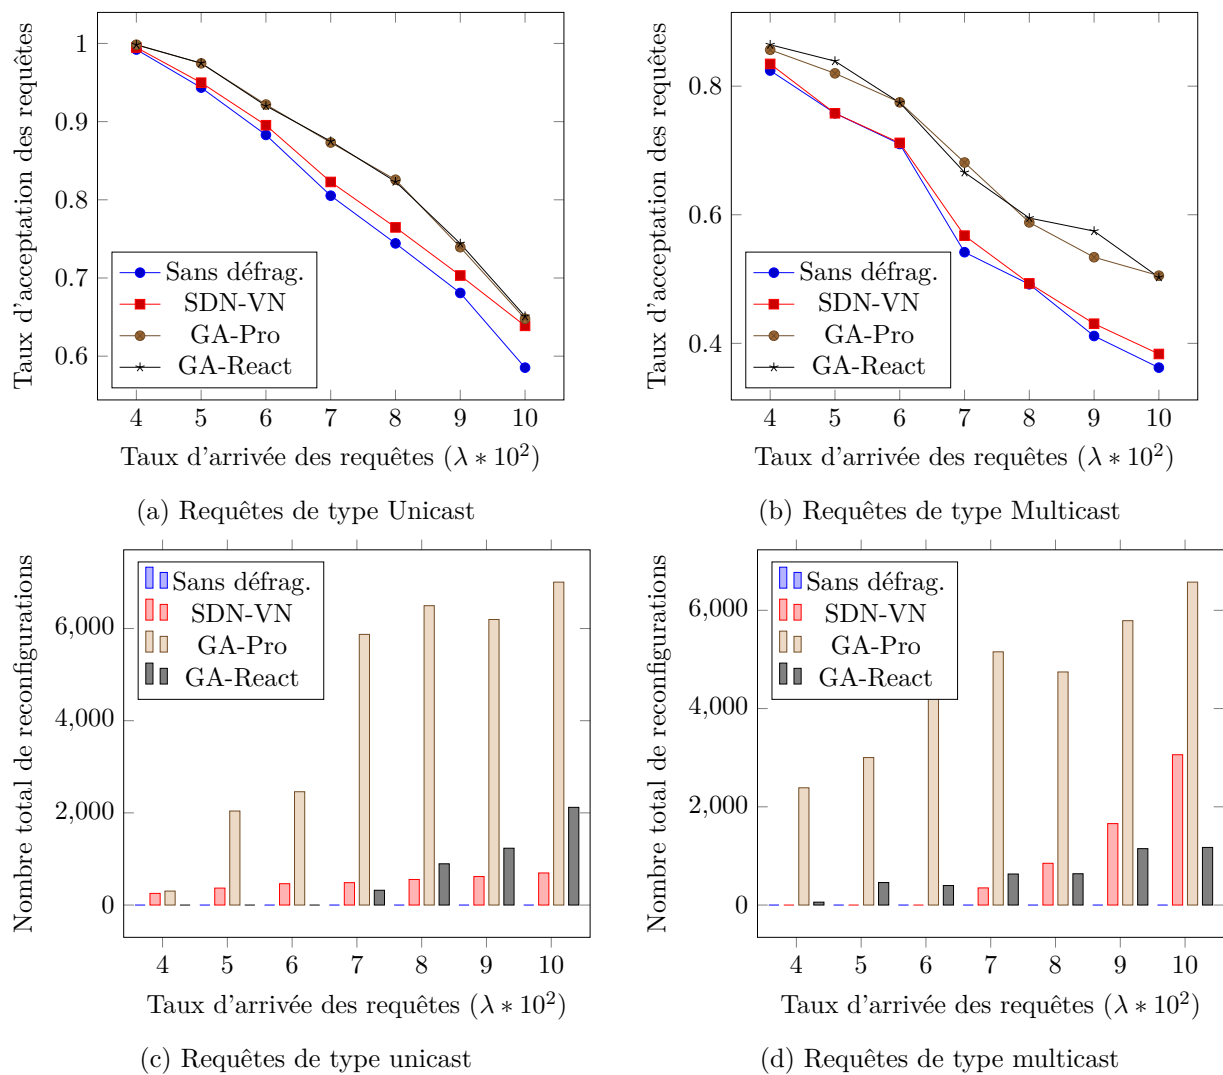 Taux d'acceptation des requêtes
1
0.9
0.8
0.7
0.6
Sans défrag.
SDN-VN
GA-Pro
GA-React
4 5 6 7 8 9 10
Taux d'arrivée des requêtes (λ ∗ 10²)
(a) Requêtes de type Unicast
Taux d'acceptation des requêtes
0.8
0.6
0.4
Sans défrag.
SDN-VN
GA-Pro
GA-React
4 5 6 7 8 9 10
Taux d'arrivée des requêtes (λ ∗ 10²)
(b) Requêtes de type Multicast
Nombre total de reconfigurations
6,000
4,000
2,000
0
Sans défrag.
SDN-VN
GA-Pro
GA-React
4 5 6 7 8 9 10
Taux d'arrivée des requêtes (λ ∗ 10²)
(c) Requêtes de type unicast
Nombre total de reconfigurations
6,000
4,000
2,000
0
Sans défrag.
SDN-VN
GA-Pro
GA-React
4 5 6 7 8 9 10
Taux d'arrivée des requêtes (λ ∗ 10²)
(d) Requêtes de type multicast